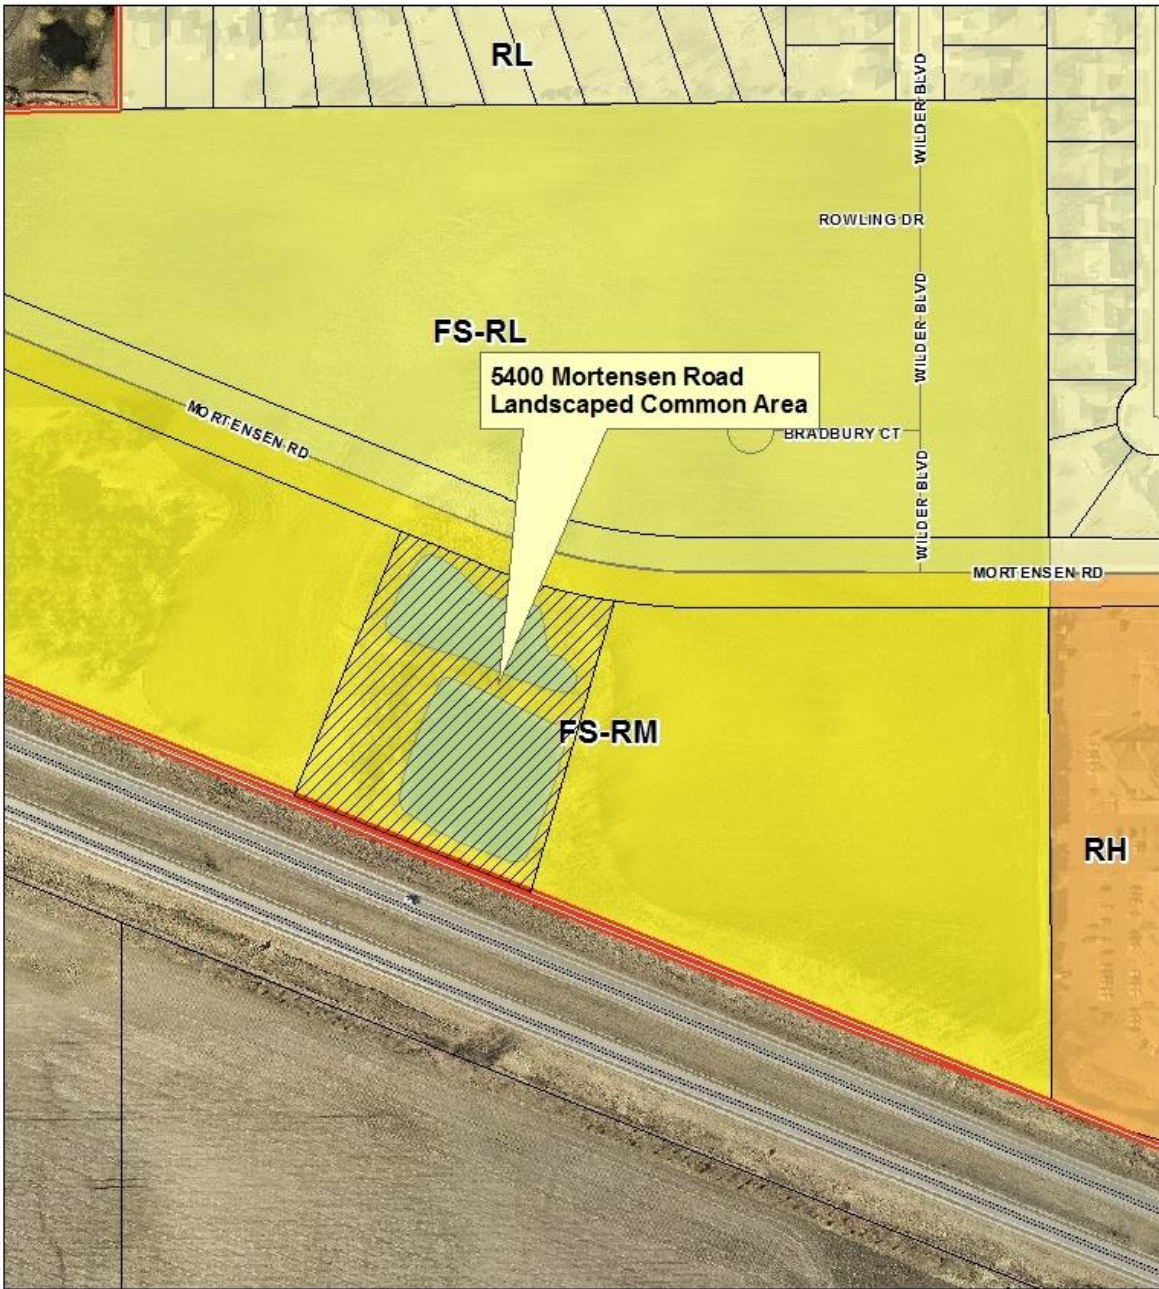 RL
WILDER BLVD
ROWLING DR
WILDER BLVD
FS-RL
5400 Mortensen Road
Landscaped Common Area
MORTENSEN RD
BRADBURY CT
WILDER BLVD
MORTENSEN RD
FS-RM
RH